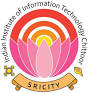 Indian Institute of Information Technology Chittoor
SRICITY